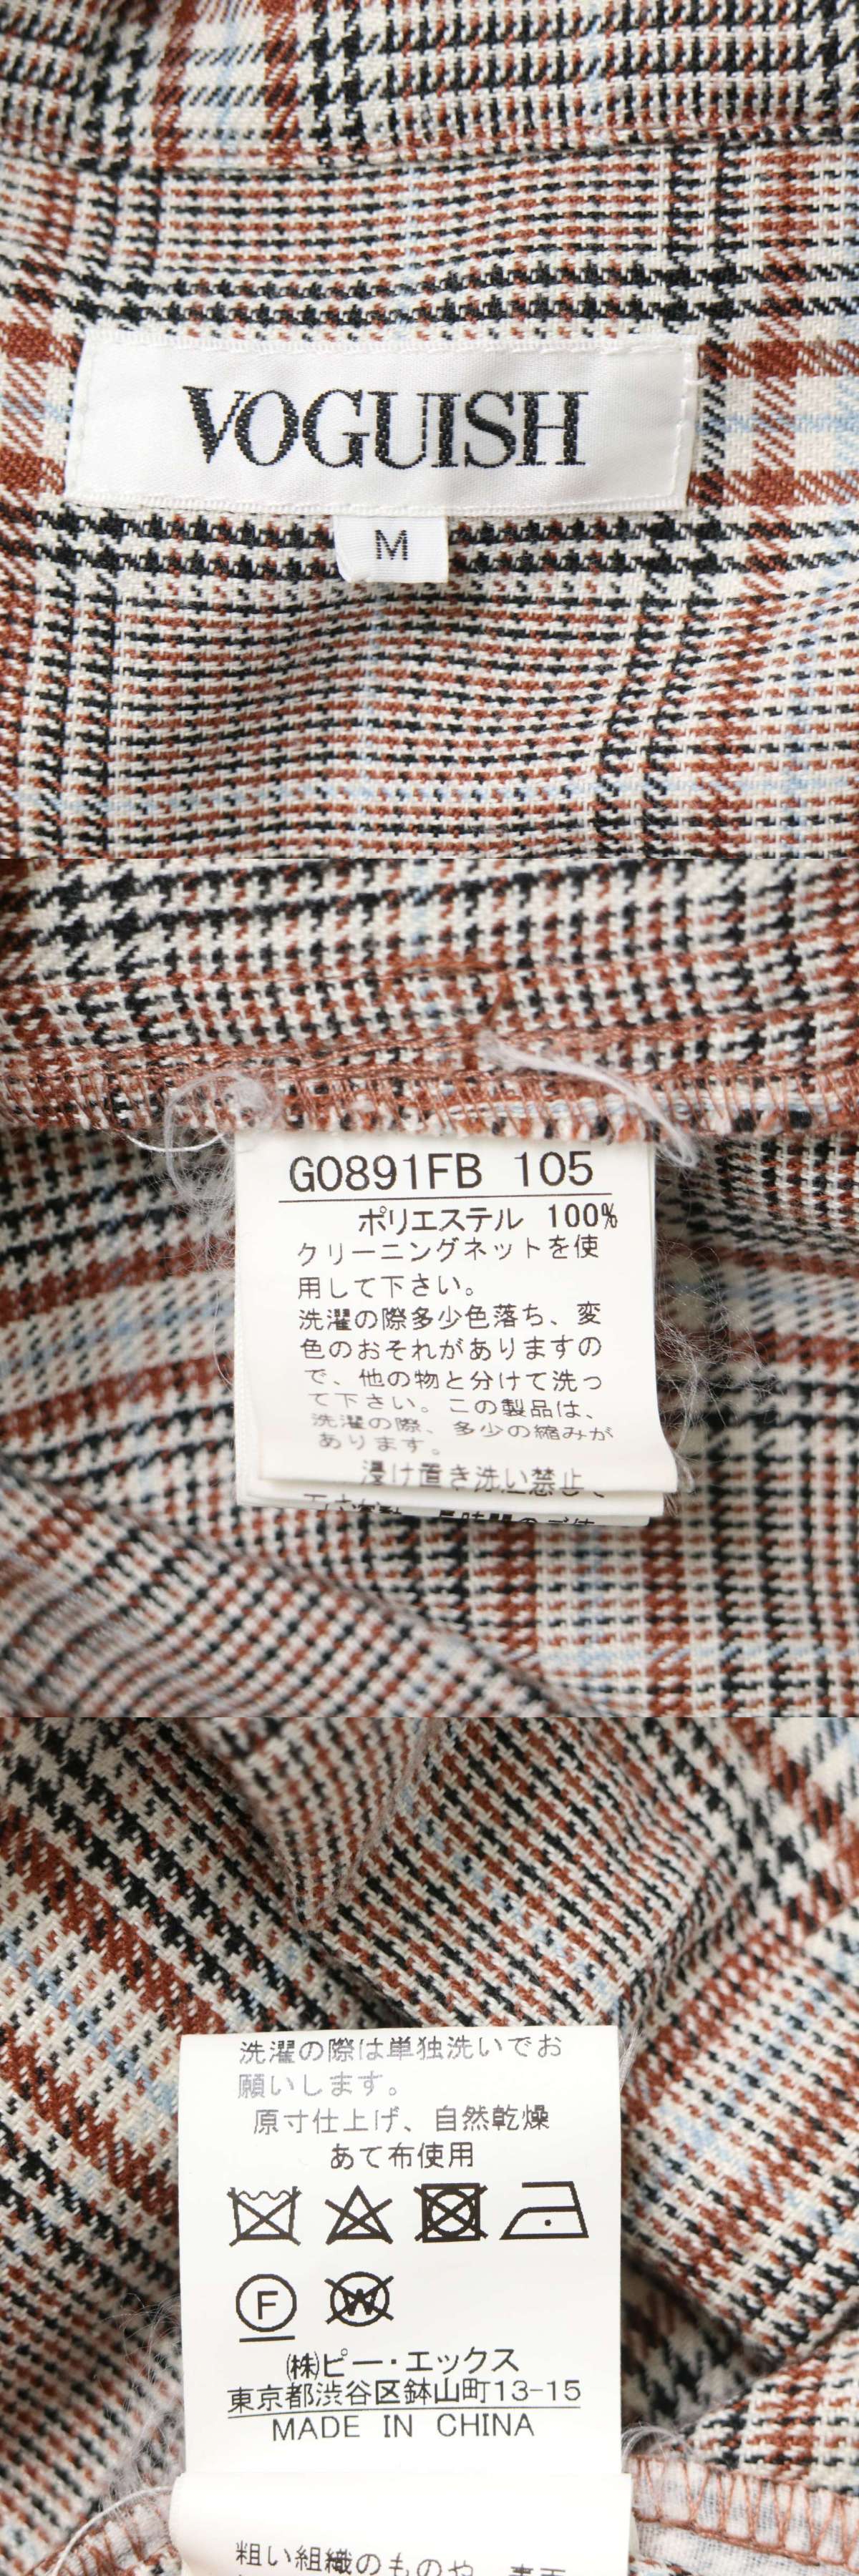 VOGUISH
M
G0891FB 105
ポリエステル 100%
クリーニングネットを使
用して下さい。
洗濯の際多少色落ち、変
色のおそれがありますの
で、他の物と分けて洗っ
て下さい。この製品は、
洗濯の際、多少の縮みが
あります。
浸け置き洗い禁止、
洗濯の際は単独洗いでお
願いします。
原寸仕上げ、自然乾燥
あて布使用
F
W
㈱ピー・エックス
東京都渋谷区鉢山町13-15
MADE IN CHINA
粗い組織のものや、表面